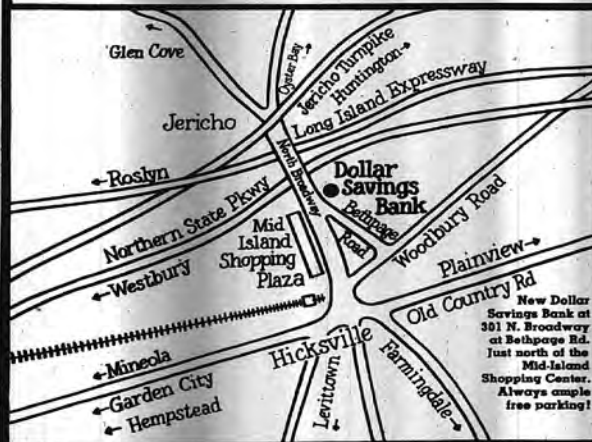 Glen Cove
Oyster Bay
Jericho Turnpike
Huntington
Long Island Expressway
Jericho
Roslyn
North Broadway
Dollar
Savings
Bank
Northern State Pkwy
Bethpage
Road
Woodbury Road
Mid
Island
Shopping
Plaza
Westbury
Plainview
Old Country Rd
Mineola
Hicksville
Garden City
Hempstead
Levittown
Farmingdale
New Dollar
Savings Bank at
301 N. Broadway
at Bethpage Rd.
Just north of the
Mid-Island
Shopping Center.
Always ample
free parking!